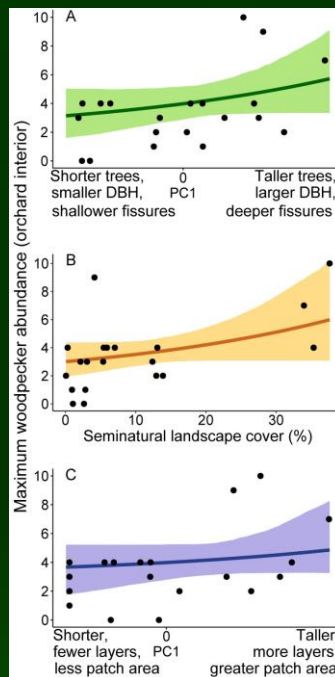 Maximum woodpecker abundance (orchard interior)
A
10
8
6
4
2
0
Shorter trees, 0 Taller trees,
smaller DBH, PC1 larger DBH,
shallower fissures deeper fissures
B
10
8
6
4
2
0
0 10 20 30
Seminatural landscape cover (%)
C
10
8
6
4
2
0
Shorter, 0 Taller
fewer layers, PC1 more layers
less patch area greater patch area